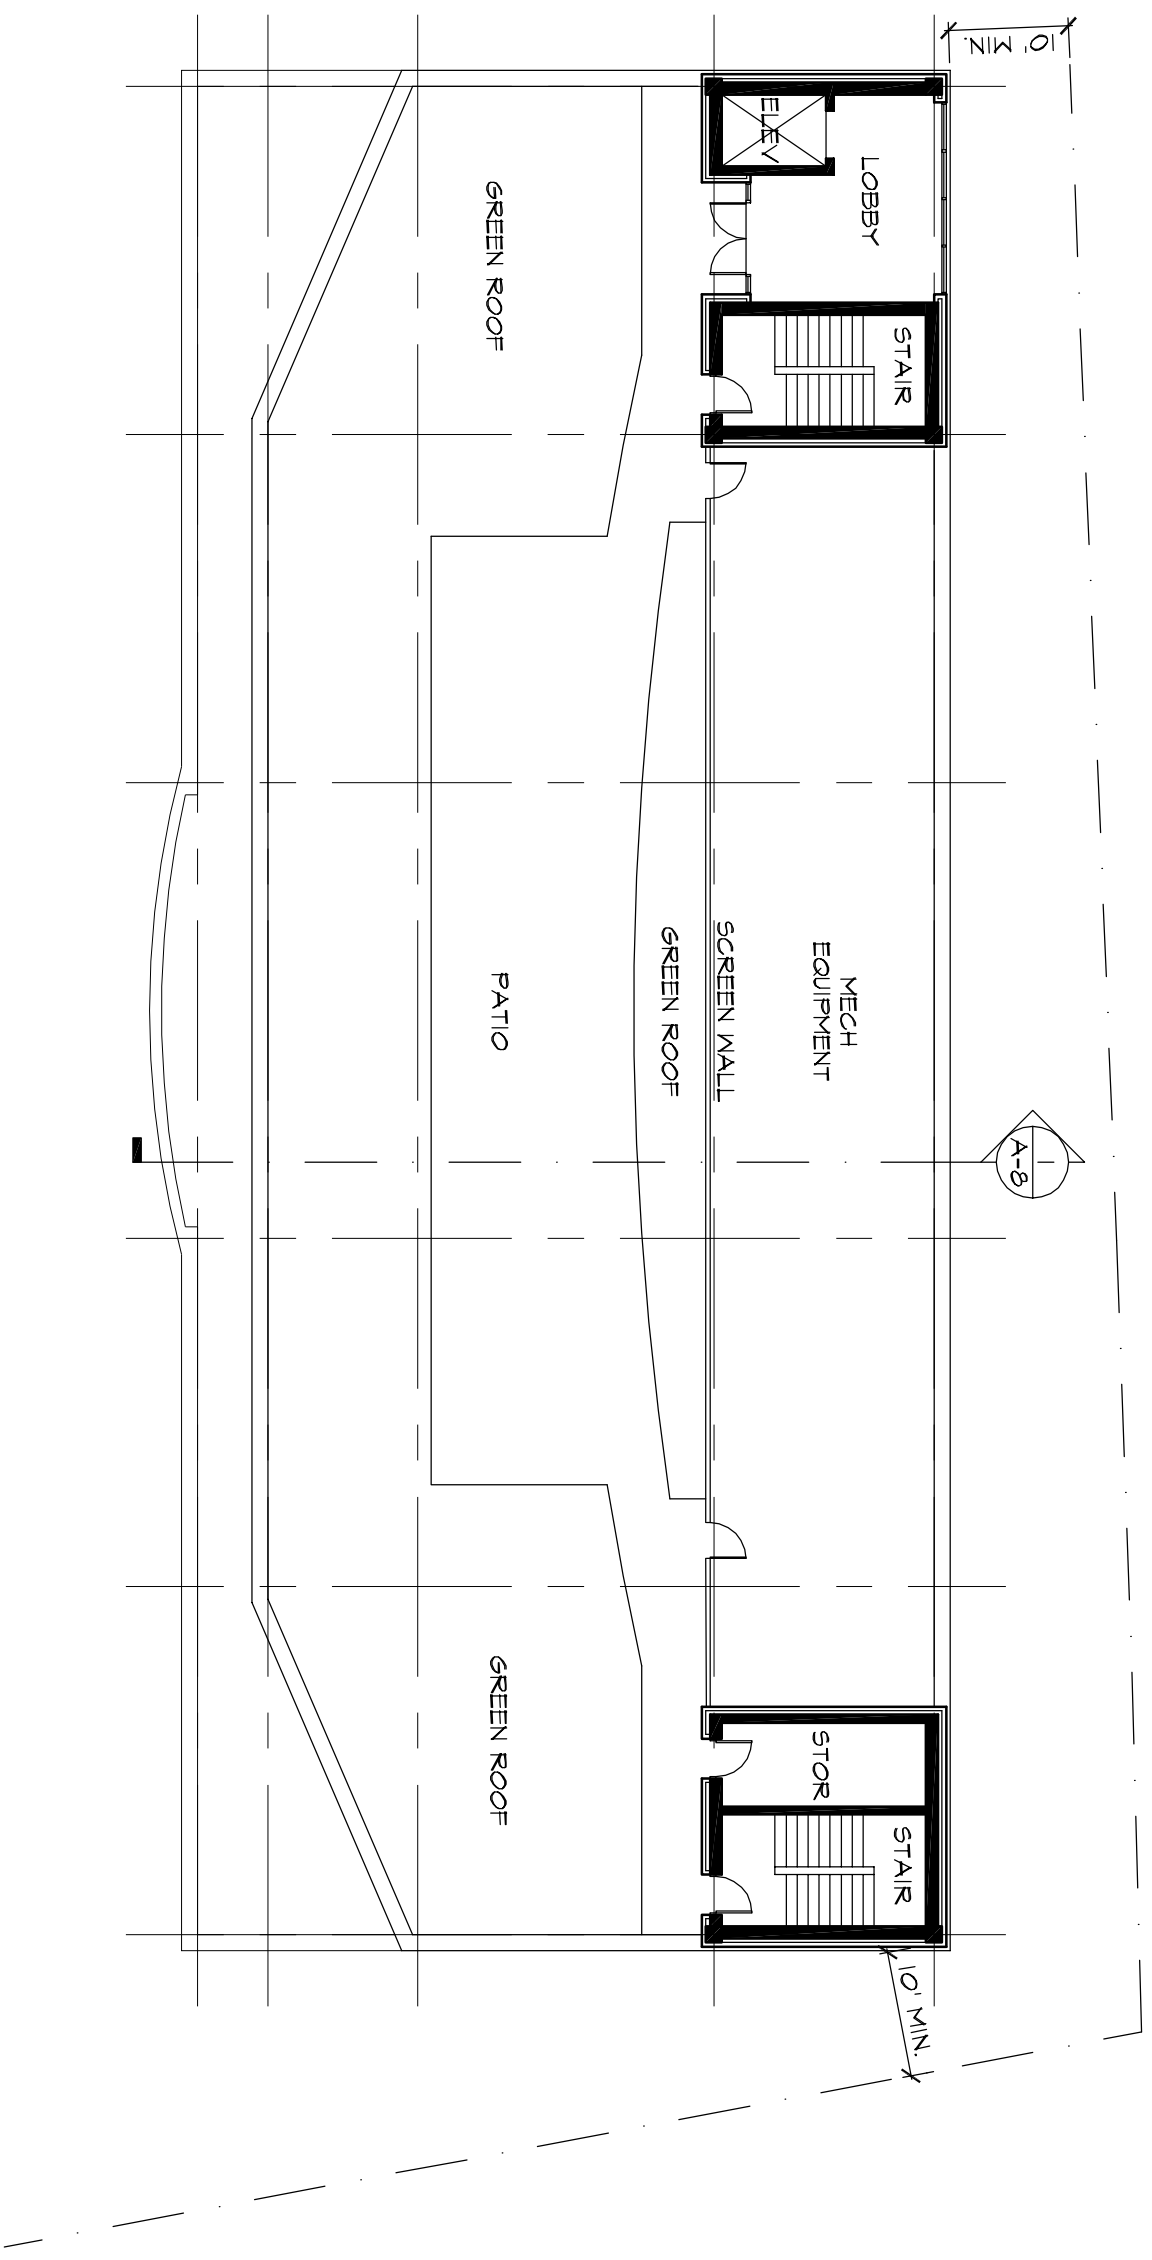 10' MIN.
ELEV
LOBBY
STAIR
GREEN ROOF
MECH
EQUIPMENT
SCREEN WALL
GREEN ROOF
PATIO
A-8
STOR
STAIR
GREEN ROOF
10' MIN.